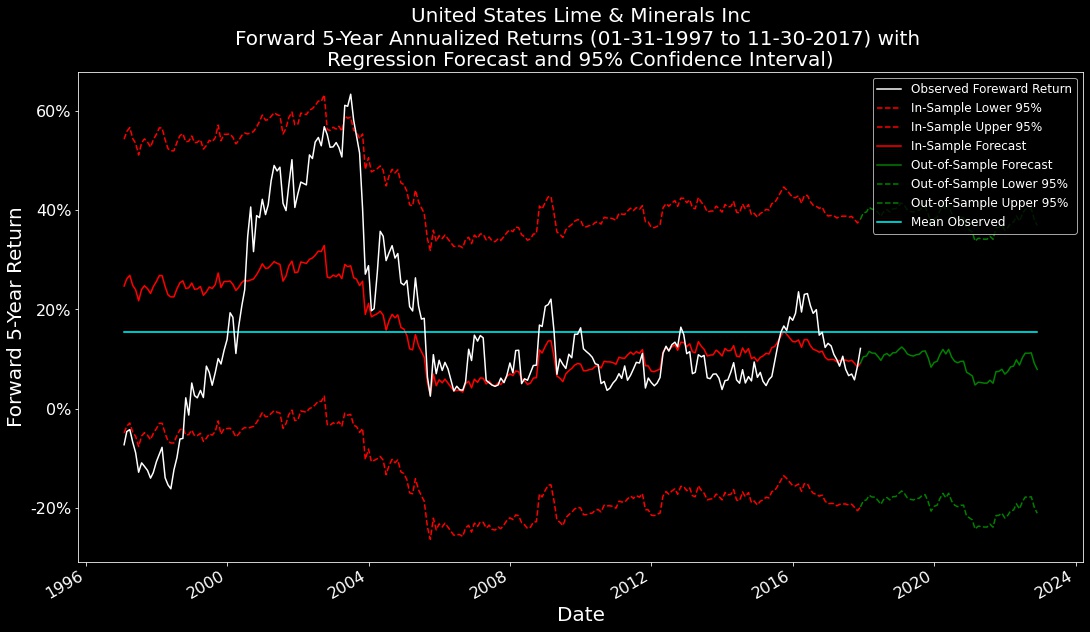 United States Lime & Minerals Inc
Forward 5-Year Annualized Returns (01-31-1997 to 11-30-2017) with
Regression Forecast and 95% Confidence Interval)
Observed Foreward Return
In-Sample Lower 95%
In-Sample Upper 95%
In-Sample Forecast
Out-of-Sample Forecast
Out-of-Sample Lower 95%
Out-of-Sample Upper 95%
Mean Observed
Forward 5-Year Return
60%
40%
20%
0%
-20%
1996
2000
2004
2008
2012
2016
2020
2024
Date